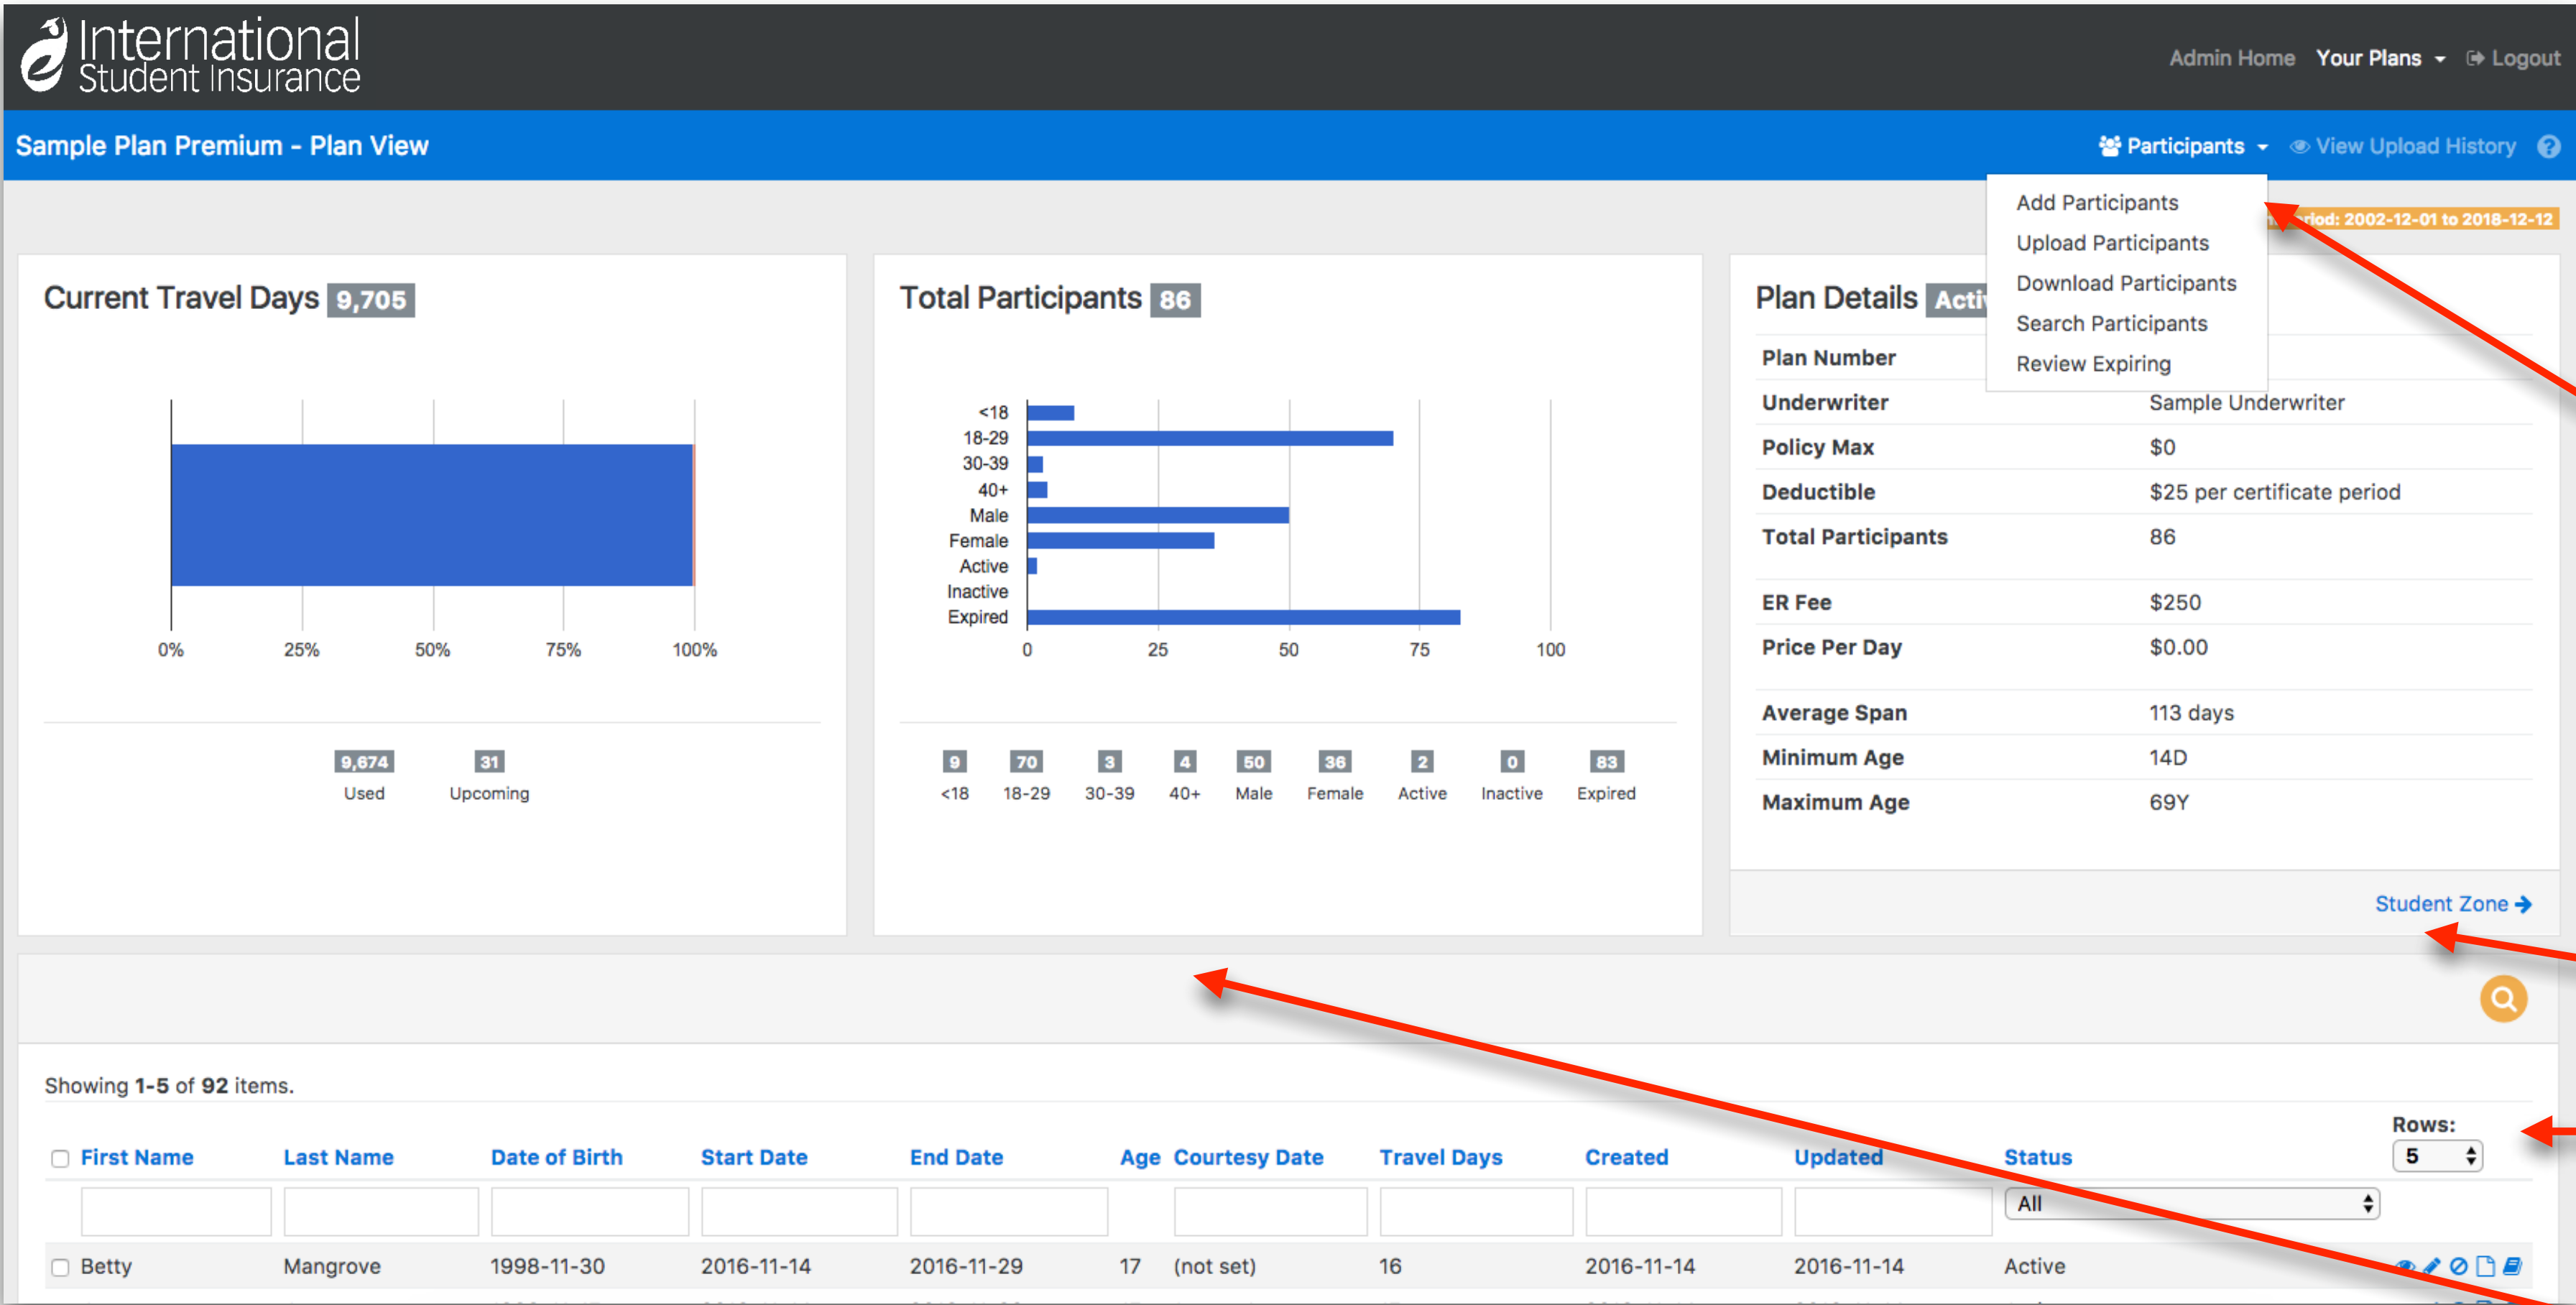 International
Student Insurance
Admin Home Your Plans Logout
Sample Plan Premium - Plan View
Participants View Upload History ?
Add Participants
Upload Participants
Download Participants
Search Participants
Review Expiring
riod: 2002-12-01 to 2018-12-12
Current Travel Days 9,705
0% 25% 50% 75% 100%
9,674 31
Used Upcoming
Total Participants 86
<18
18-29
30-39
40+
Male
Female
Active
Inactive
Expired
0 25 50 75 100
9 70 3 4 50 36 2 0 83
<18 18-29 30-39 40+ Male Female Active Inactive Expired
Plan Details Acti
Plan Number
Underwriter Sample Underwriter
Policy Max $0
Deductible $25 per certificate period
Total Participants 86
ER Fee $250
Price Per Day $0.00
Average Span 113 days
Minimum Age 14D
Maximum Age 69Y
Student Zone
Showing 1-5 of 92 items.
Rows:
First Name Last Name Date of Birth Start Date End Date Age Courtesy Date Travel Days Created Updated Status 5
All
Betty Mangrove 1998-11-30 2016-11-14 2016-11-29 17 (not set) 16 2016-11-14 2016-11-14 Active